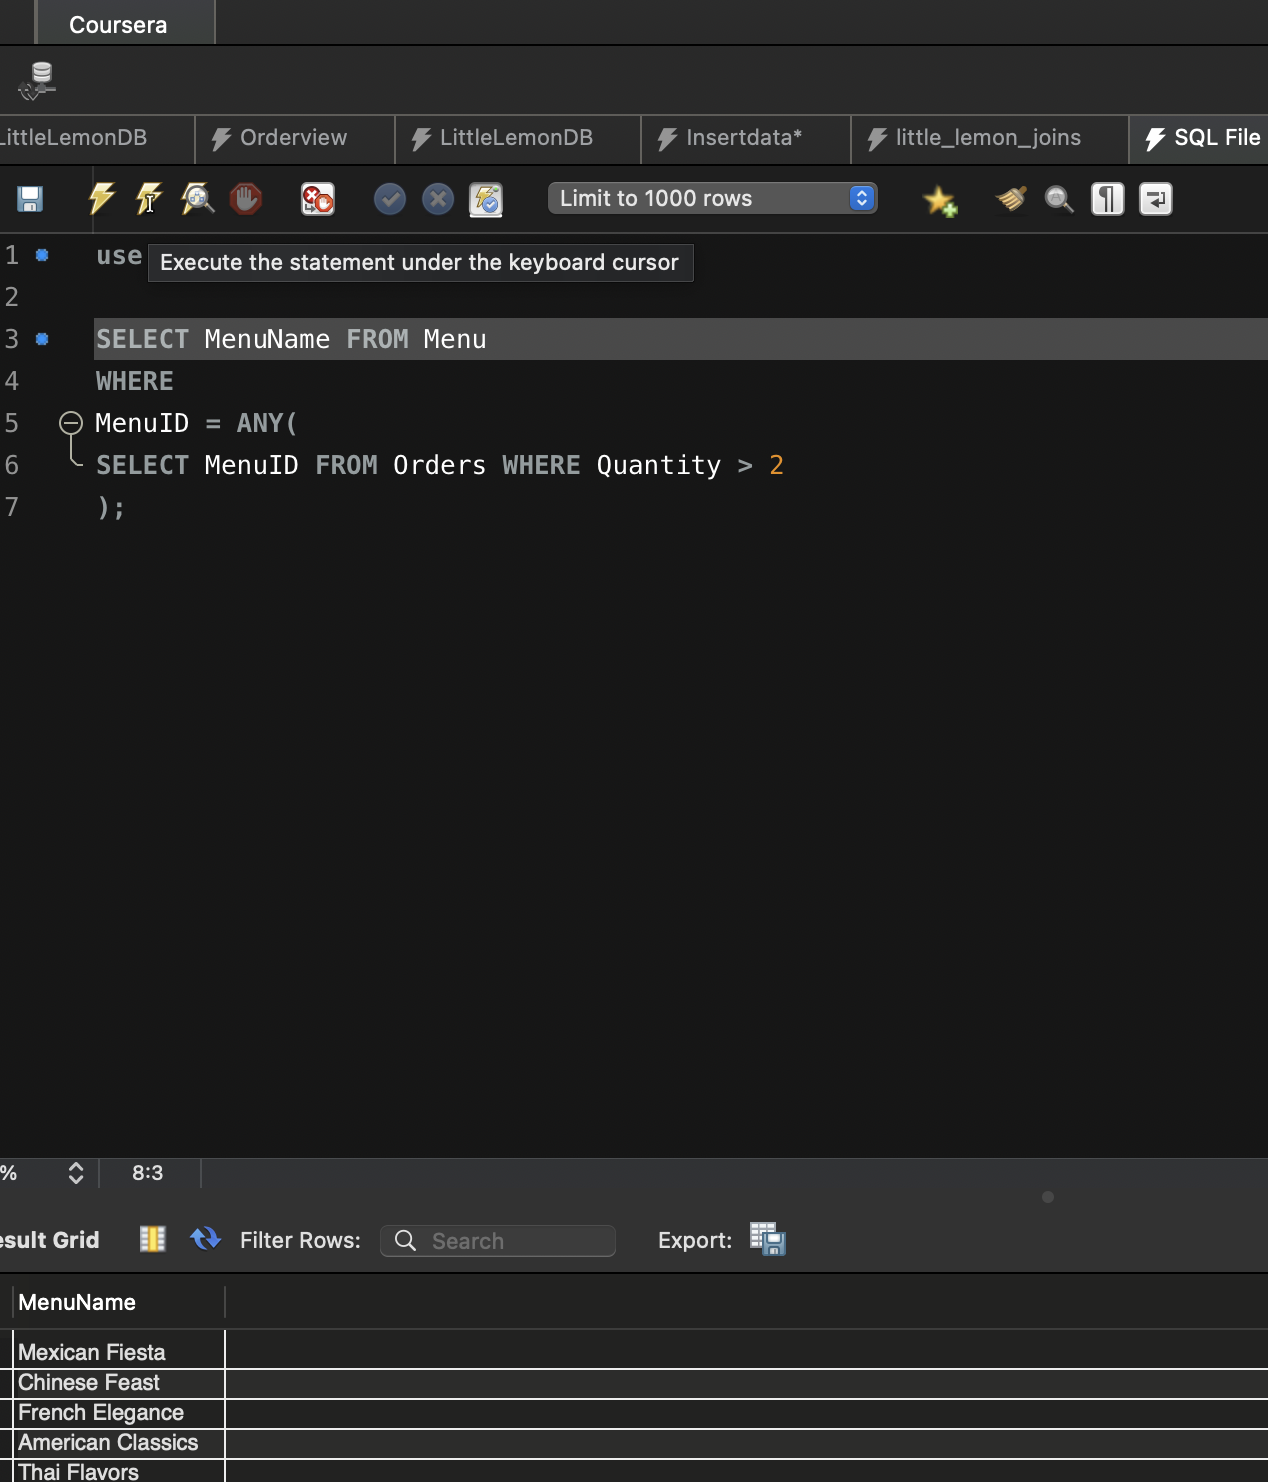 Coursera
LittleLemonDB
Orderview
LittleLemonDB
Insertdata*
little_lemon_joins
SQL File
Limit to 1000 rows
1 use
Execute the statement under the keyboard cursor
2
3 SELECT MenuName FROM Menu
4 WHERE
5 MenuID = ANY(
6 SELECT MenuID FROM Orders WHERE Quantity > 2
7 );
% 8:3
esult Grid Filter Rows: Search Export:
MenuName
Mexican Fiesta
Chinese Feast
French Elegance
American Classics
Thai Flavors